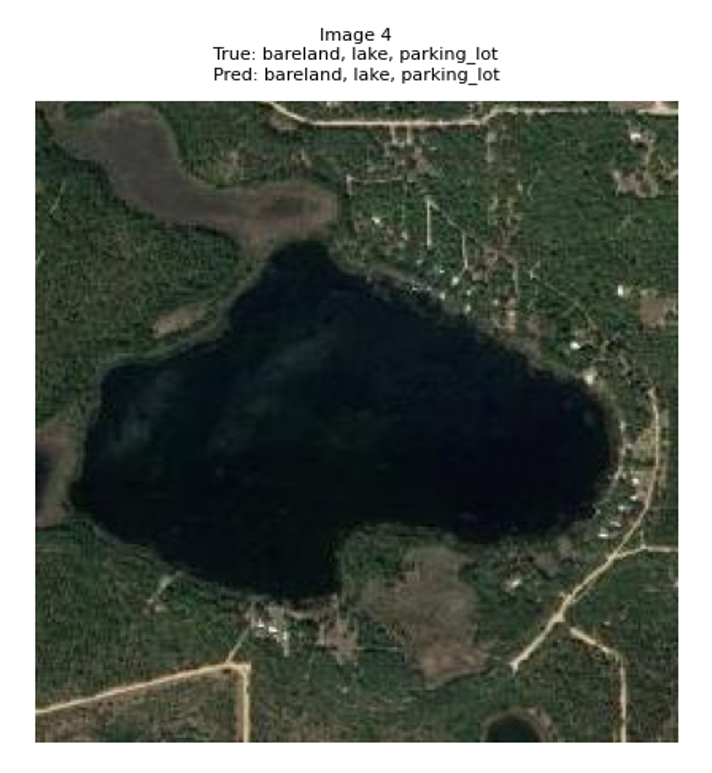 Image 4
True: bareland, lake, parking_lot
Pred: bareland, lake, parking_lot